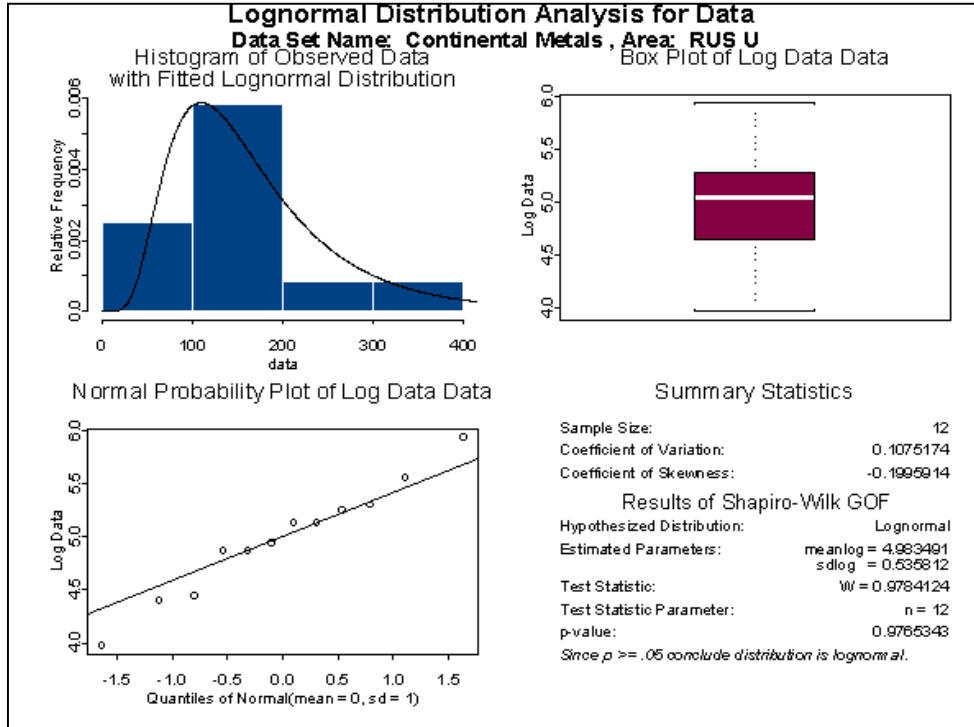 Lognormal Distribution Analysis for Data
Data Set Name: Continental Metals , Area: RUS U
Histogram of Observed Data
with Fitted Lognormal Distribution
Relative Frequency
0.006
0.004
0.002
0.0
0 100 200 300 400
data
Box Plot of Log Data Data
Log Data
6.0
5.5
5.0
4.5
4.0
Normal Probability Plot of Log Data Data
Log Data
6.0
5.5
5.0
4.5
4.0
-1.5 -1.0 -0.5 0.0 0.5 1.0 1.5
Quantiles of Normal(mean = 0, sd = 1)
Summary Statistics
Sample Size: 12
Coefficient of Variation: 0.1075174
Coefficient of Skewness: -0.1995914
Results of Shapiro-Wilk GOF
Hypothesized Distribution: Lognormal
Estimated Parameters: meanlog = 4.983491
sdlog = 0.535812
Test Statistic: W = 0.9784124
Test Statistic Parameter: n = 12
p-value: 0.9765343
Since p >= .05 conclude distribution is lognormal.